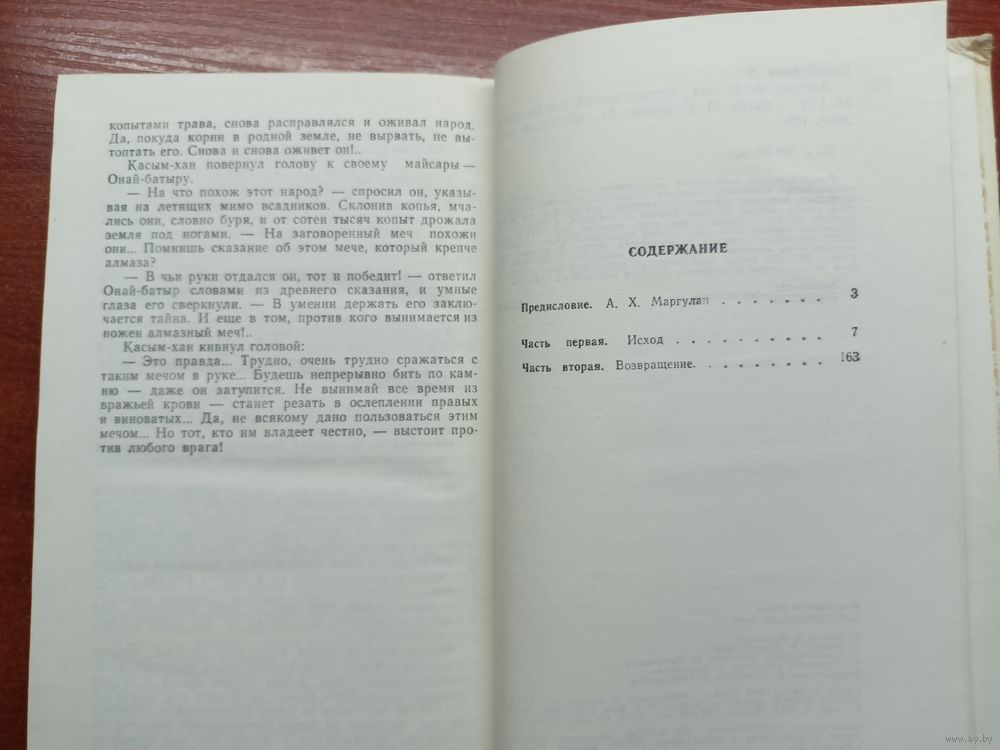 копытами трава, снова расправлялся и оживал народ.
Да, покуда корни в родной земле, не вырвать, не вы-
топтать его. Снова и снова оживет он!..
Қасым-хан повернул голову к своему майсары —
Онай-батыру.
— На что похож этот народ? — спросил он, указы-
вая на летящих мимо всадников. Склонив копья, мча-
лись они, словно буря, и от сотен тысяч копыт дрожала
земля под ногами. — На заговоренный меч похожи
они... Помнишь сказание об этом мече, который крепче
алмаза?
— В чьи руки отдался он, тот и победит! — ответил
Онай-батыр словами из древнего сказания, и умные
глаза его сверкнули. — В умении держать его заклю-
чается тайна. И еще в том, против кого вынимается из
ножен алмазный меч!..
Қасым-хан кивнул головой:
— Это правда... Трудно, очень трудно сражаться с
таким мечом в руке... Будешь непрерывно бить по кам-
ню — даже он затупится. Не вынимай все время из
вражьей крови — станет резать в ослеплении правых
и виноватых... Да, не всякому дано пользоваться этим
мечом... Но тот, кто им владеет честно, — выстоит про-
тив любого врага!
СОДЕРЖАНИЕ
Предисловие. А. Х. Маргулан . . . . . . . 3
Часть первая. Исход . . . . . . . . . . 7
Часть вторая. Возвращение. . . . . . . . 163
www.ay.by